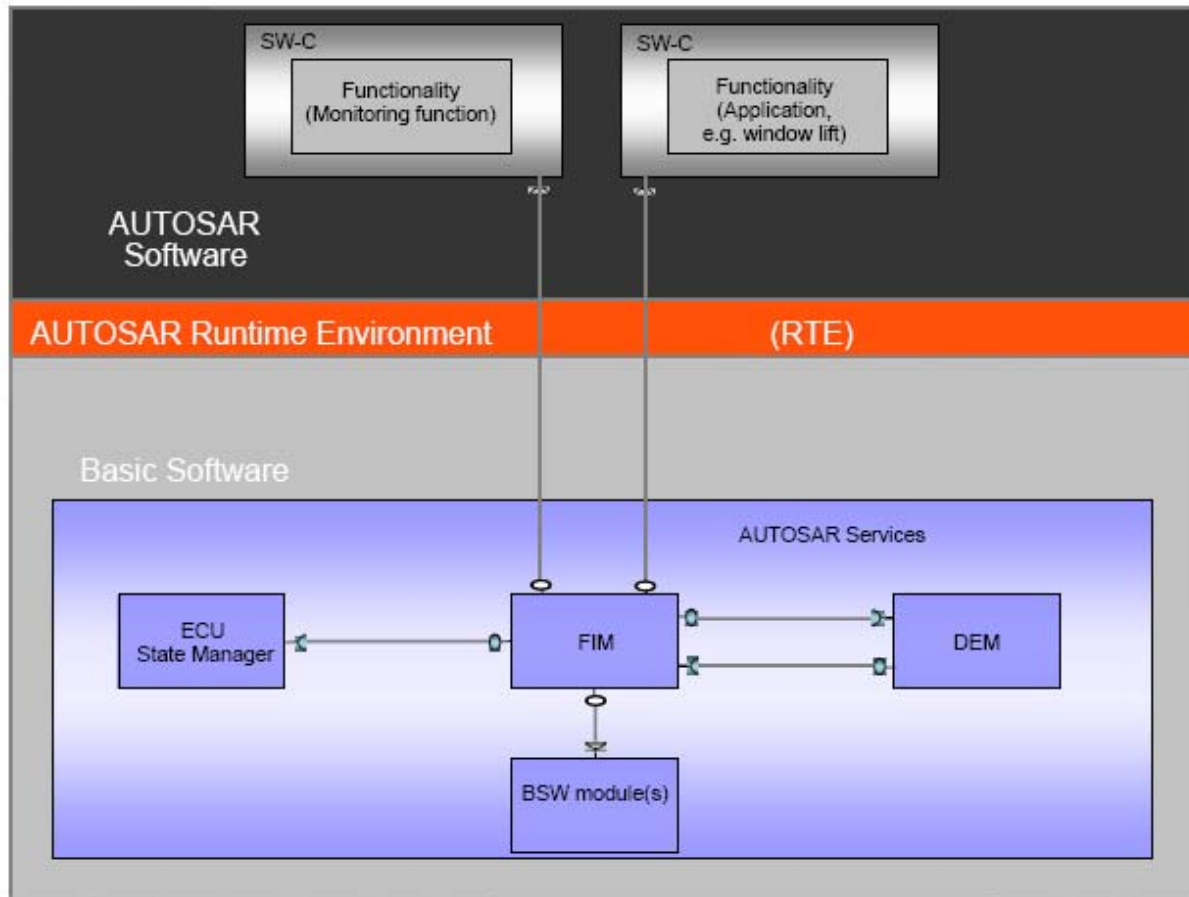 SW-C
Functionality
(Monitoring function)
SW-C
Functionality
(Application,
e.g. window lift)
AUTOSAR
Software
AUTOSAR Runtime Environment (RTE)
Basic Software
AUTOSAR Services
ECU
State Manager
FIM
DEM
BSW module(s)